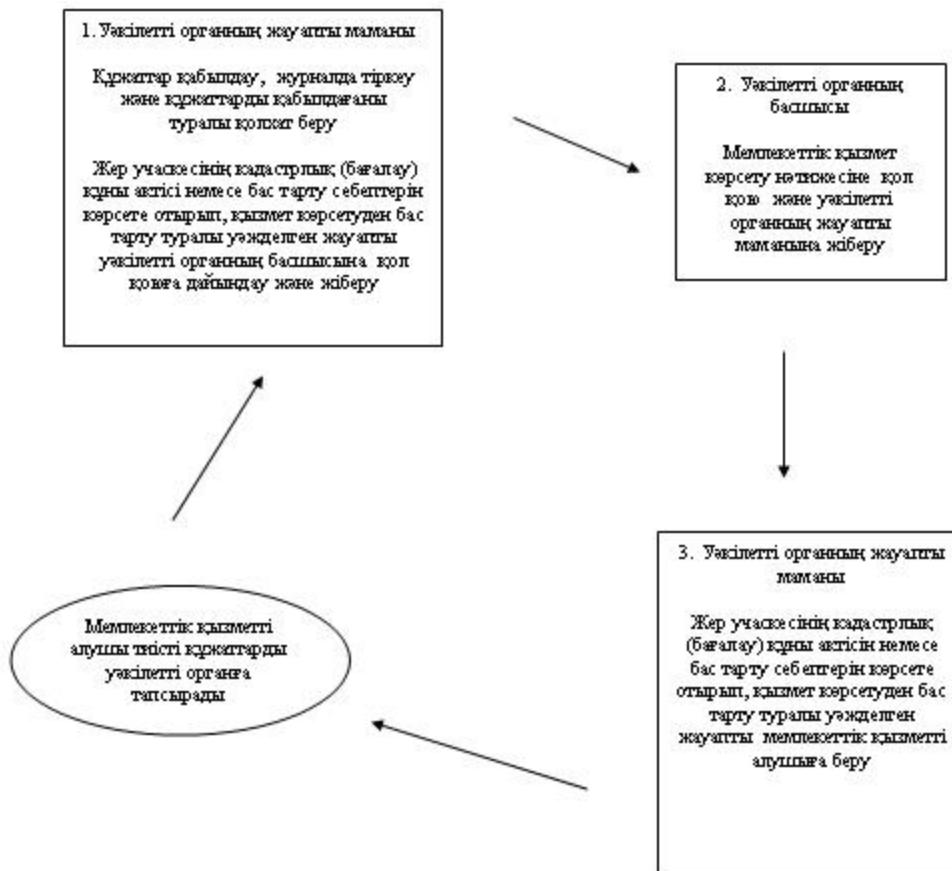 1. Уәкілетті органның жауапты маманы
Құжаттар қабылдау, журналда тіркеу
және құжаттарды қабылдағаны
туралы қолхат беру
Жер учаскесінің кадастрлық (бағалау)
құны актісі немесе бас тарту себептерін
көрсете отырып, қызмет көрсетуден бас
тарту туралы уәжделген жауапты
уәкілетті органның басшысына қол
қоюға дайындау және жіберу
2. Уәкілетті органның
басшысы
Мемлекеттік қызмет
көрсету нәтижесіне қол
қою және уәкілетті
органның жауапты
маманына жіберу
3. Уәкілетті органның жауапты
маманы
Жер учаскесінің кадастрлық
(бағалау) құны актісін немесе
бас тарту себептерін көрсете
отырып, қызмет көрсетуден бас
тарту туралы уәжделген
жауапты мемлекеттік қызметті
алушыға беру
Мемлекеттік қызметті
алушы тиісті құжаттарды
уәкілетті органға
тапсырады